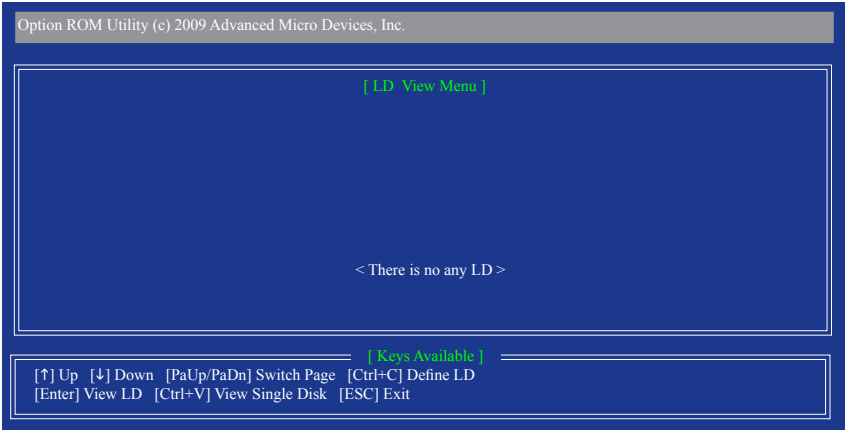 Option ROM Utility (c) 2009 Advanced Micro Devices, Inc.
[ LD View Menu ]
< There is no any LD >
[ Keys Available ]
[↑] Up [↓] Down [PaUp/PaDn] Switch Page [Ctrl+C] Define LD
[Enter] View LD [Ctrl+V] View Single Disk [ESC] Exit